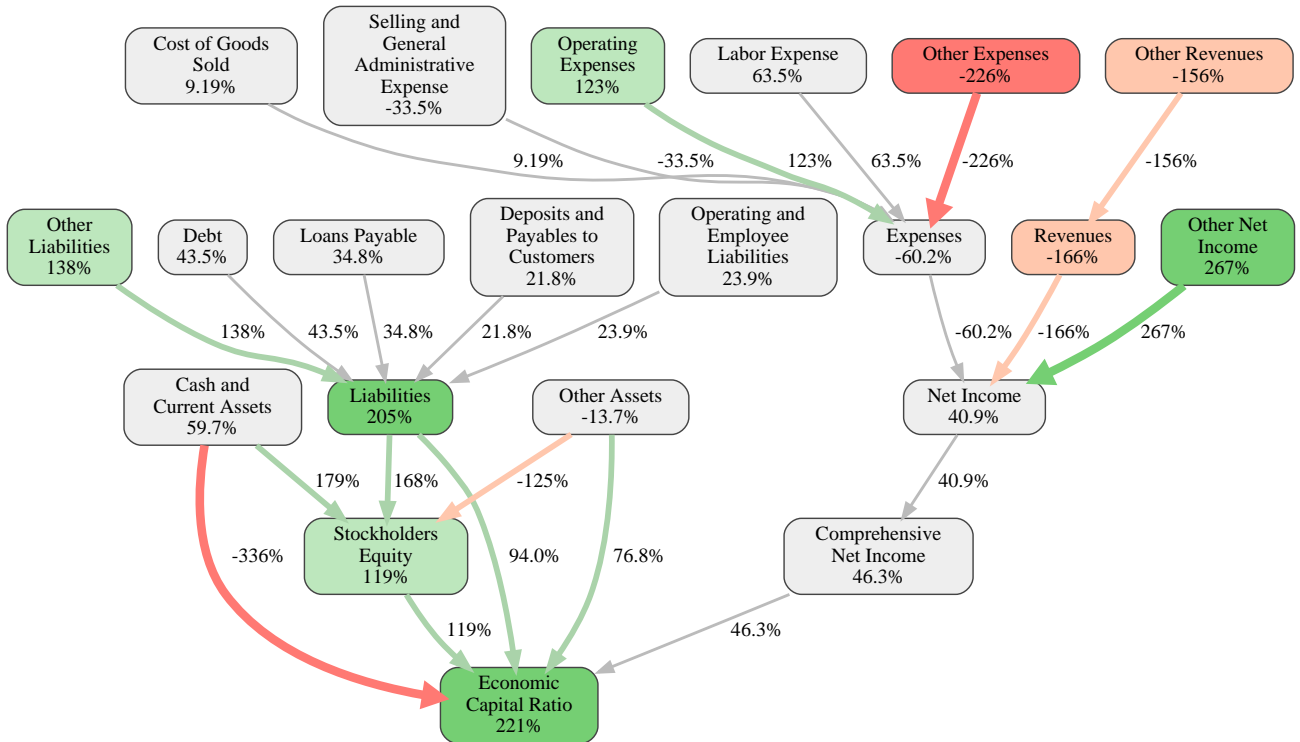 Cost of Goods
Sold
9.19%
Selling and
General
Administrative
Expense
-33.5%
Operating
Expenses
123%
Labor Expense
63.5%
Other Expenses
-226%
Other Revenues
-156%
9.19%
-33.5%
123%
63.5%
-226%
-156%
Other
Liabilities
138%
Debt
43.5%
Loans Payable
34.8%
Deposits and
Payables to
Customers
21.8%
Operating and
Employee
Liabilities
23.9%
Expenses
-60.2%
Revenues
-166%
Other Net
Income
267%
138%
43.5%
34.8%
21.8%
23.9%
-60.2%
-166%
267%
Cash and
Current Assets
59.7%
Liabilities
205%
Other Assets
-13.7%
Net Income
40.9%
179%
168%
-125%
40.9%
Stockholders
Equity
119%
Comprehensive
Net Income
46.3%
-336%
94.0%
76.8%
119%
46.3%
Economic
Capital Ratio
221%